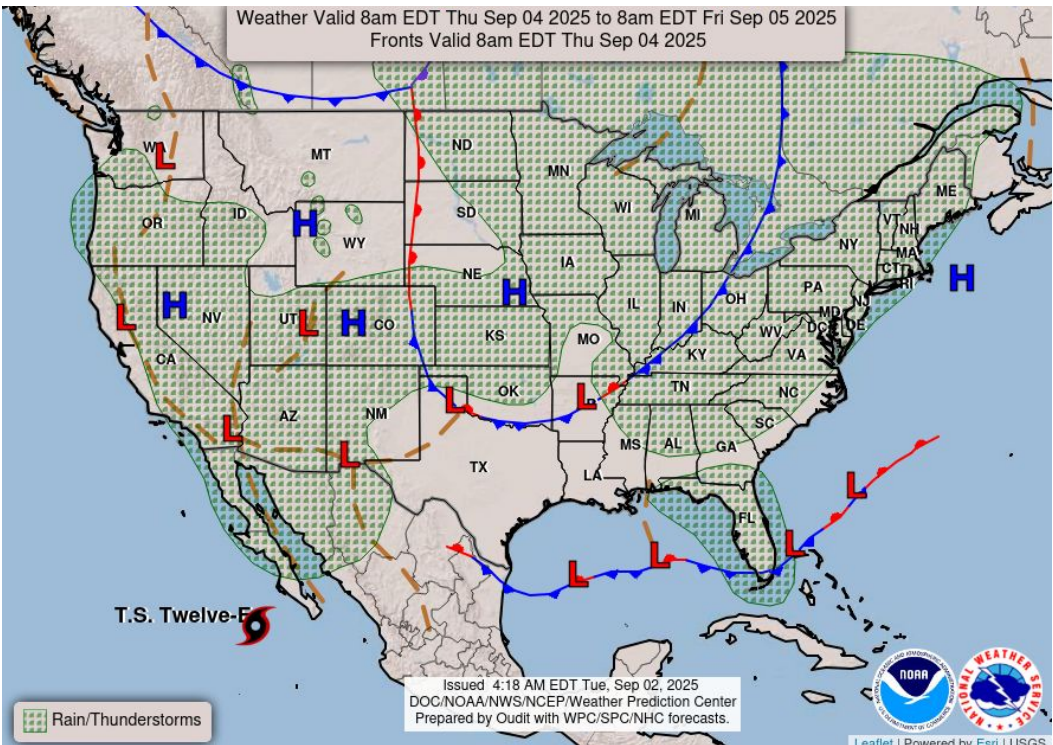 Weather Valid 8am EDT Thu Sep 04 2025 to 8am EDT Fri Sep 05 2025
Fronts Valid 8am EDT Thu Sep 04 2025
WA
MT
ND
MN
ME
OR
ID
SD
WI
MI
VT
NH
WY
NY
MA
CT
RI
IA
NE
PA
NJ
NV
UT
CO
IL
IN
OH
MD
DE
DC
KS
MO
WV
VA
CA
KY
AZ
NM
OK
TN
NC
SC
TX
MS
AL
GA
LA
FL
L
H
H
L
L
H
H
H
L
L
L
L
L
L
L
L
L
T.S. Twelve-E
Issued 4:18 AM EDT Tue, Sep 02, 2025
DOC/NOAA/NWS/NCEP/Weather Prediction Center
Prepared by Oudit with WPC/SPC/NHC forecasts.
Rain/Thunderstorms
NOAA
NATIONAL WEATHER SERVICE
Leaflet | Powered by Esri | USGS